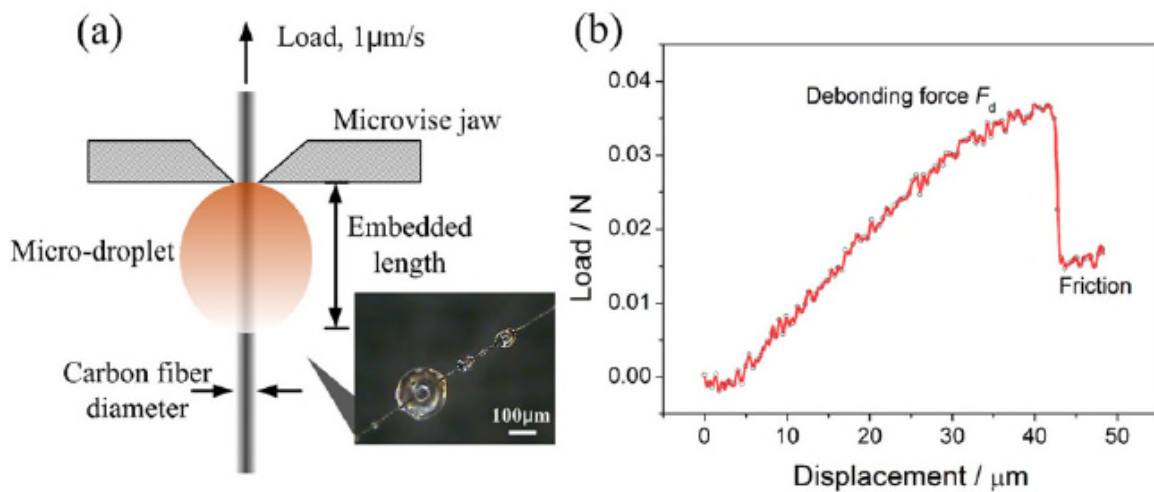 (a)
Load, 1μm/s
Microvise jaw
Micro-droplet
Embedded
length
Carbon fiber
diameter
100μm
(b)
Load / N
0.04
0.03
0.02
0.01
0.00
Debonding force Fd
Friction
0
10
20
30
40
50
Displacement / μm